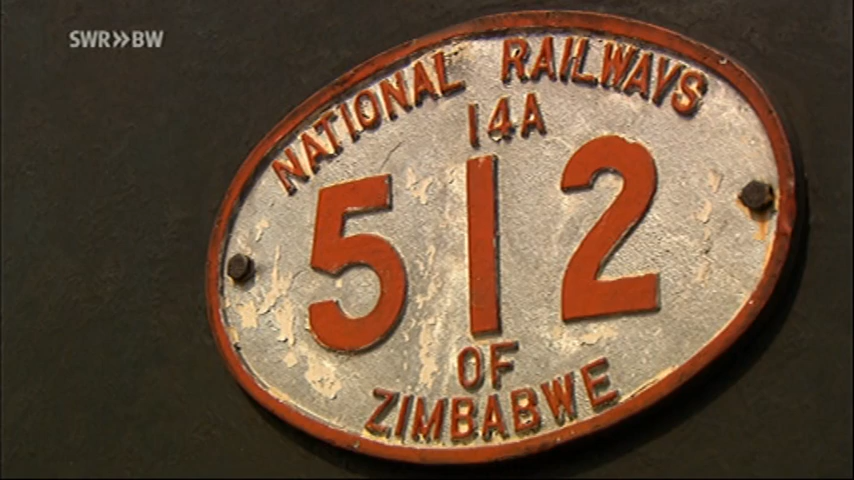 SWR»BW
NATIONAL RAILWAYS
14A
512
OF
ZIMBABWE